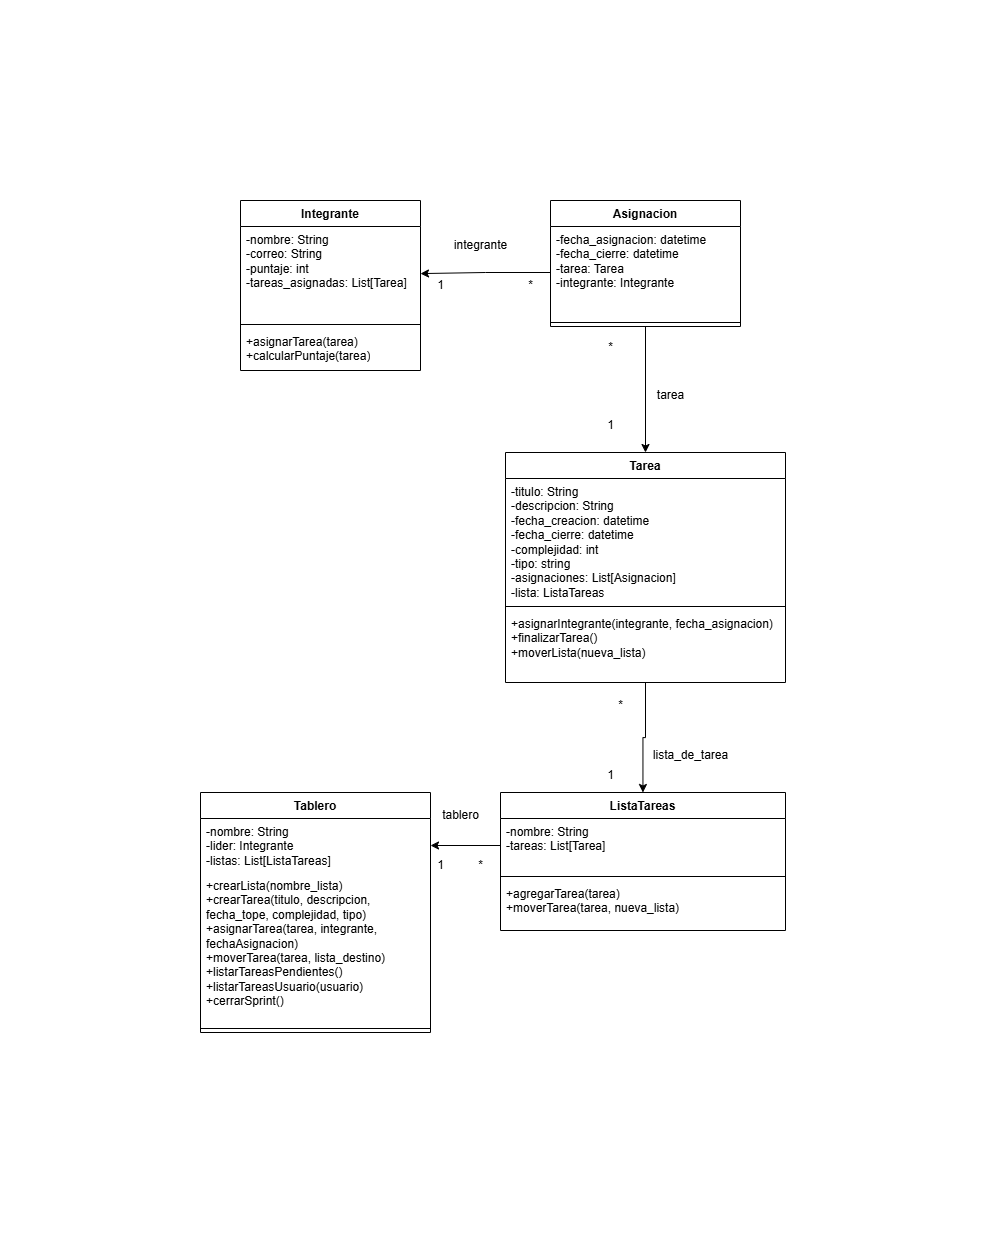 Integrante
-nombre: String
-correo: String
-puntaje: int
-tareas_asignadas: List[Tarea]
+asignarTarea(tarea)
+calcularPuntaje(tarea)
integrante
1
*
Asignacion
-fecha_asignacion: datetime
-fecha_cierre: datetime
-tarea: Tarea
-integrante: Integrante
*
tarea
1
Tarea
-titulo: String
-descripcion: String
-fecha_creacion: datetime
-fecha_cierre: datetime
-complejidad: int
-tipo: string
-asignaciones: List[Asignacion]
-lista: ListaTareas
+asignarIntegrante(integrante, fecha_asignacion)
+finalizarTarea()
+moverLista(nueva_lista)
*
lista_de_tarea
1
Tablero
-nombre: String
-lider: Integrante
-listas: List[ListaTareas]
+crearLista(nombre_lista)
+crearTarea(titulo, descripcion,
fecha_tope, complejidad, tipo)
+asignarTarea(tarea, integrante,
fechaAsignacion)
+moverTarea(tarea, lista_destino)
+listarTareasPendientes()
+listarTareasUsuario(usuario)
+cerrarSprint()
tablero
1
*
ListaTareas
-nombre: String
-tareas: List[Tarea]
+agregarTarea(tarea)
+moverTarea(tarea, nueva_lista)